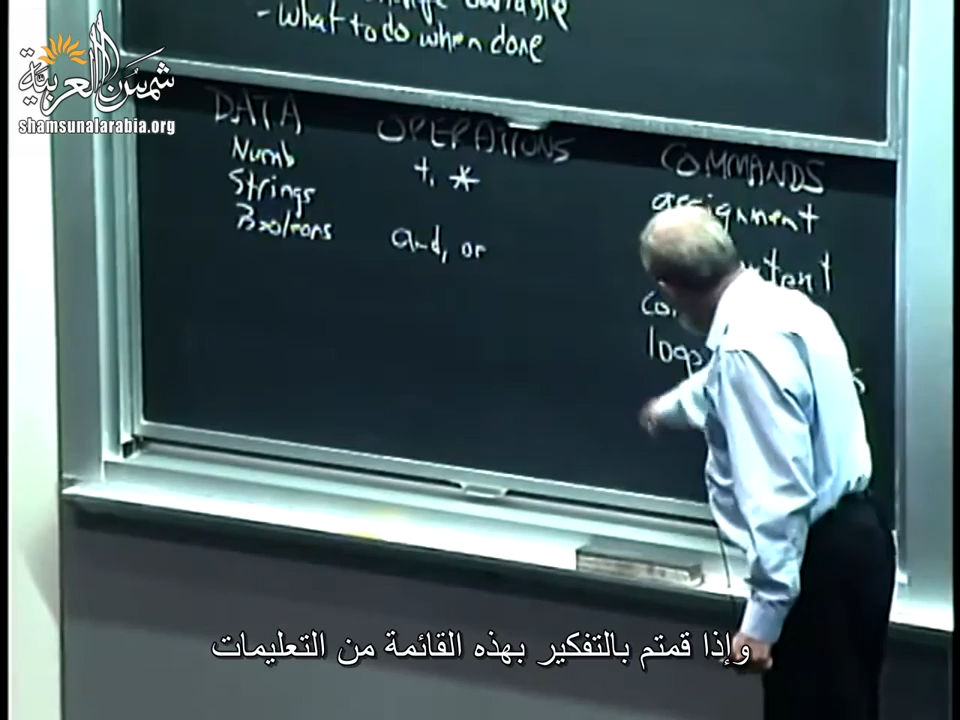 - what to do when done
شمس العربية
shamsunalarabia.org
DATA
Numb
Strings
Booleans
OPERATIONS
+, *
and, or
COMMANDS
assignment
وإذا قمتم بالتفكير بهذه القائمة من التعليمات